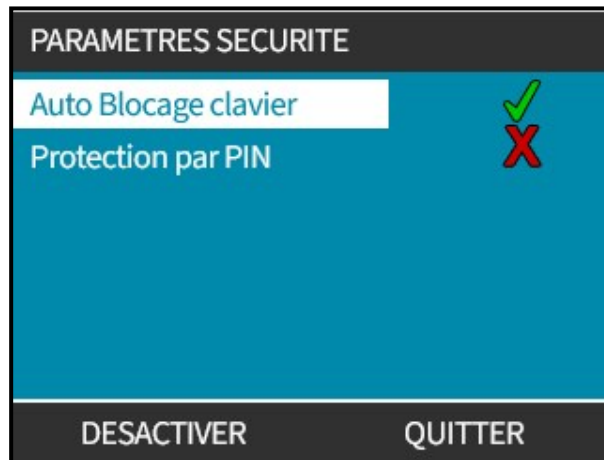 PARAMETRES SECURITE
Auto Blocage clavier
Protection par PIN
DESACTIVER QUITTER